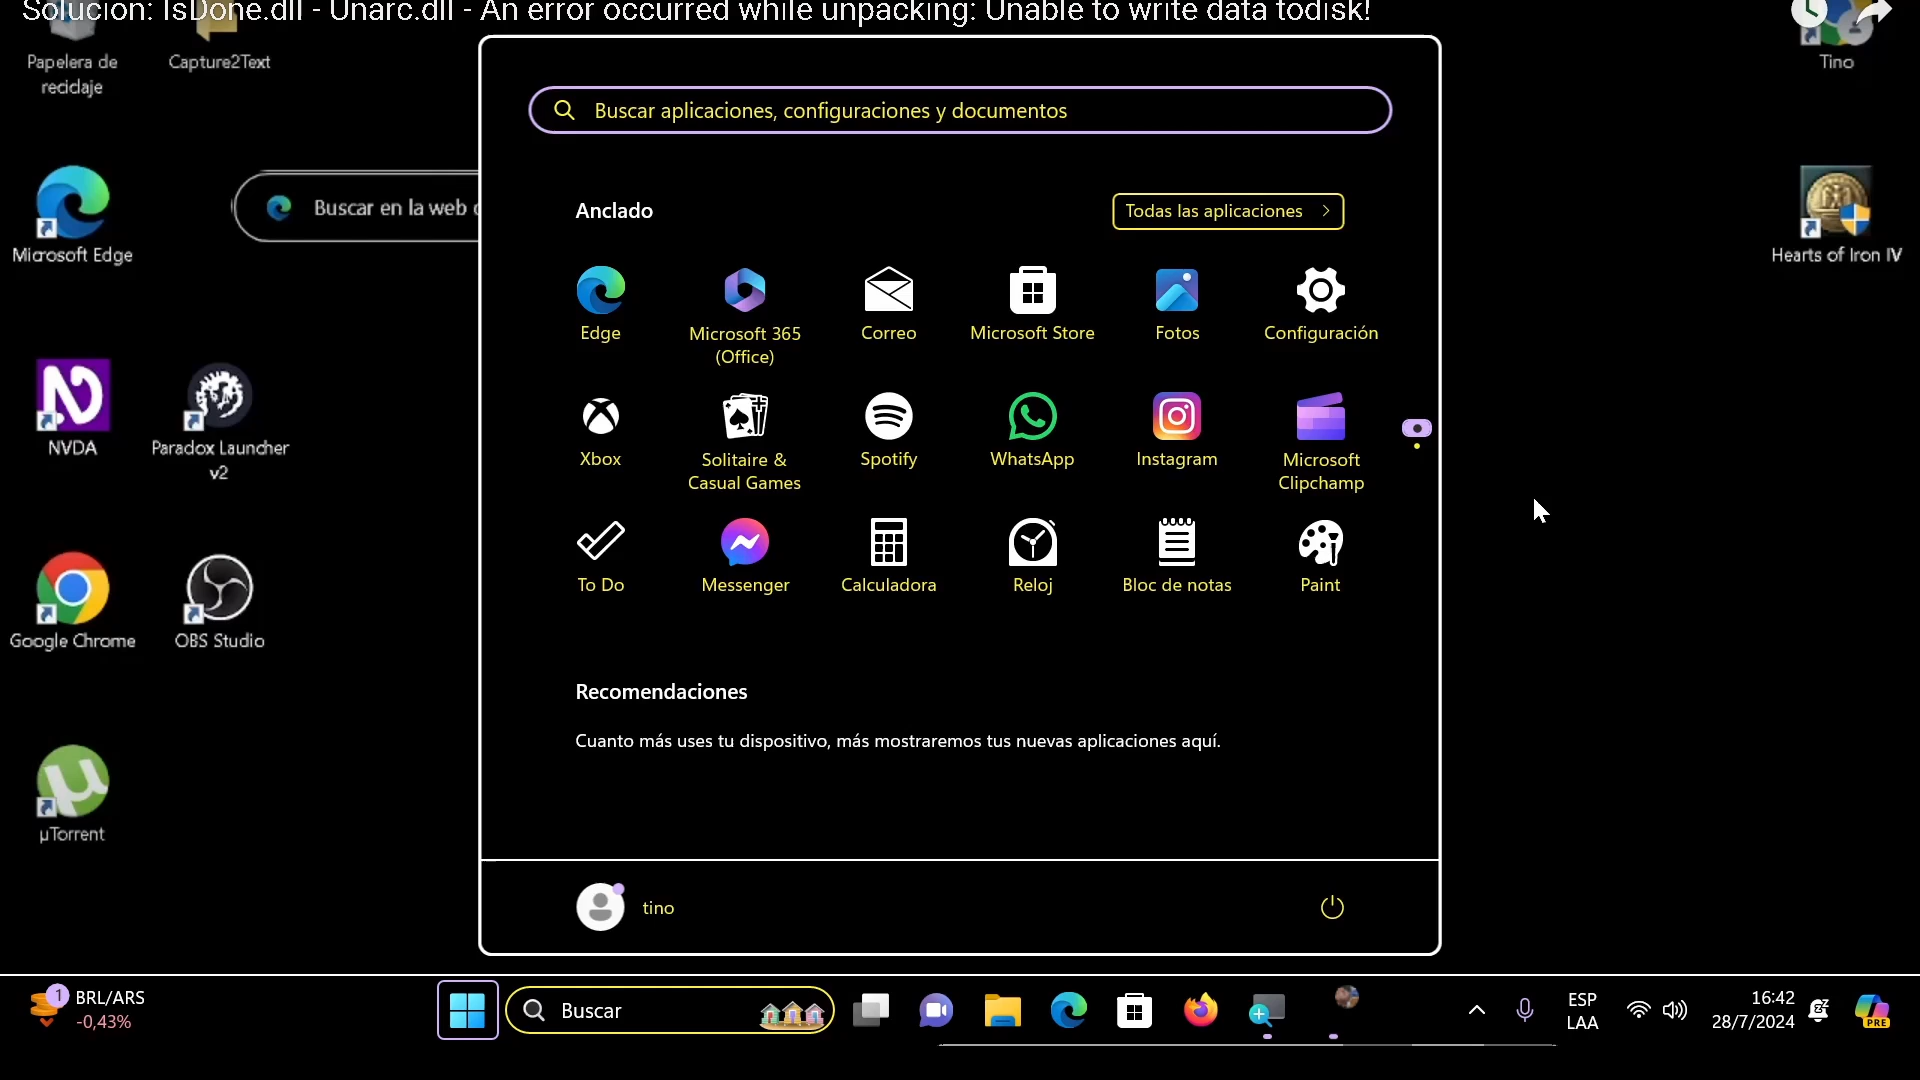 Solución: IsDone.dll - Unarc.dll - An error occurred while unpacking: Unable to write data todisk!
Papelera de
reciclaje
Capture2Text
Tino
Buscar aplicaciones, configuraciones y documentos
Microsoft Edge
Buscar en la web
Hearts of Iron IV
Anclado
Todas las aplicaciones
Edge
Microsoft 365
(Office)
Correo
Microsoft Store
Fotos
Configuración
NVDA
Paradox Launcher
v2
Xbox
Solitaire &
Casual Games
Spotify
WhatsApp
Instagram
Microsoft
Clipchamp
To Do
Messenger
Calculadora
Reloj
Bloc de notas
Paint
Google Chrome
OBS Studio
Recomendaciones
Cuanto más uses tu dispositivo, más mostraremos tus nuevas aplicaciones aquí.
µTorrent
tino
1
BRL/ARS
-0,43%
Buscar
ESP
LAA
16:42
28/7/2024
PRE